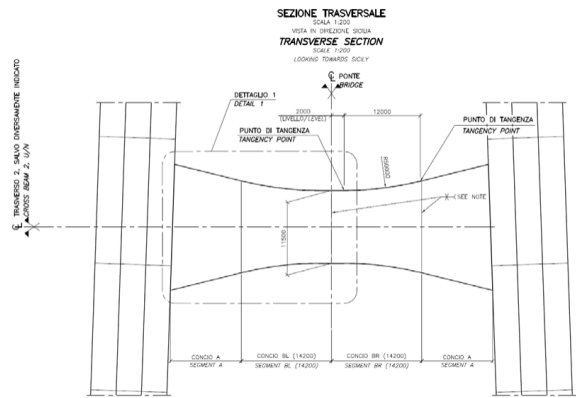 SEZIONE TRASVERSALE
SCALA 1:200
VISTA IN DIREZIONE SICILIA
TRANSVERSE SECTION
SCALE 1:200
LOOKING TOWARDS SICILY
℄ PONTE
BRIDGE
DETTAGLIO 1
DETAIL 1
2000
(LIVELLO/LEVEL)
12000
PUNTO DI TANGENZA
TANGENCY POINT
PUNTO DI TANGENZA
TANGENCY POINT
℄ TRASVERSO 2, SALVO DIVERSAMENTE INDICATO
CROSS BEAM 2, U/N
SEE NOTE
11500
CONCIO A
SEGMENT A
CONCIO BL (14200)
SEGMENT BL (14200)
CONCIO BR (14200)
SEGMENT BR (14200)
CONCIO A
SEGMENT A